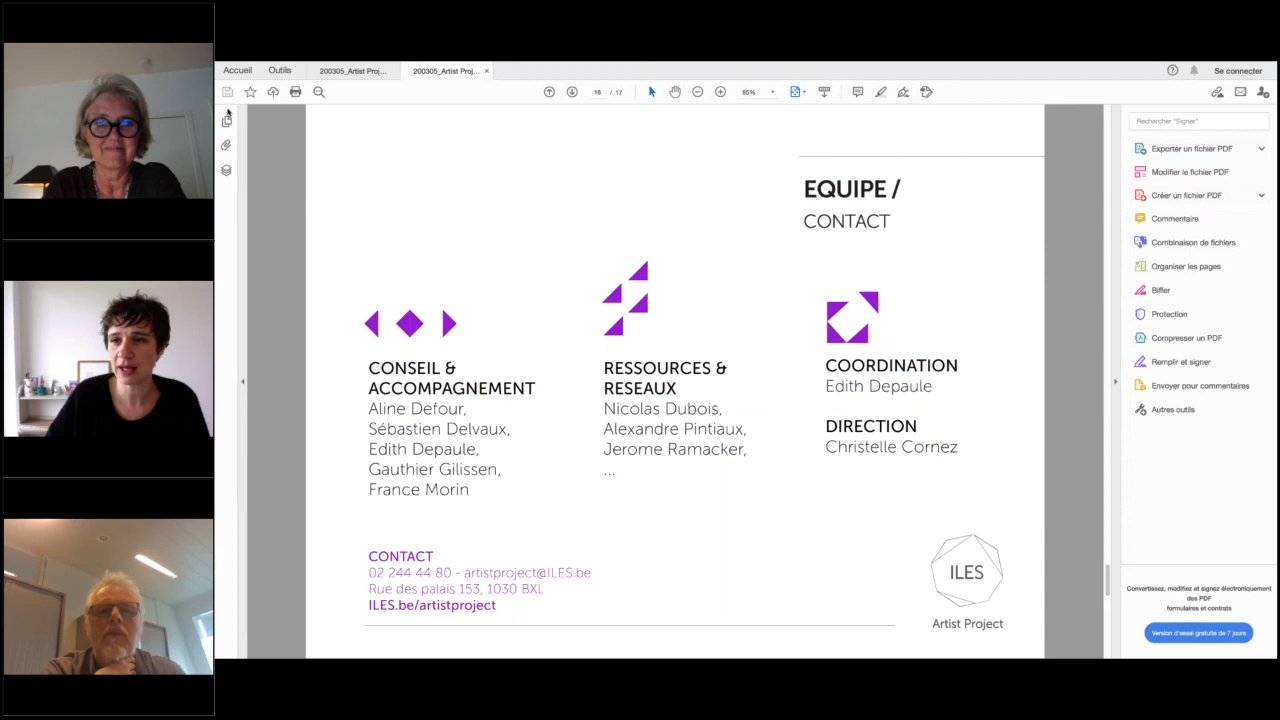 Accueil
Outils
200305_Artist Proj...
200305_Artist Proj... ×
Se connecter
16 / 17
85%
EQUIPE /
CONTACT
CONSEIL &
ACCOMPAGNEMENT
Aline Defour,
Sébastien Delvaux,
Edith Depaule,
Gauthier Gilissen,
France Morin
RESSOURCES &
RESEAUX
Nicolas Dubois,
Alexandre Pintiaux,
Jerome Ramacker,
...
COORDINATION
Edith Depaule
DIRECTION
Christelle Cornez
CONTACT
02 244 44 80 - artistproject@ILES.be
Rue des palais 153, 1030 BXL
ILES.be/artistproject
ILES
Artist Project
Rechercher "Signer"
Exporter un fichier PDF
Modifier le fichier PDF
Créer un fichier PDF
Commentaire
Combinaison de fichiers
Organiser les pages
Biffer
Protection
Compresser un PDF
Remplir et signer
Envoyer pour commentaires
Autres outils
Convertissez, modifiez et signez électroniquement
des PDF
formulaires et contrats
Version d'essai gratuite de 7 jours